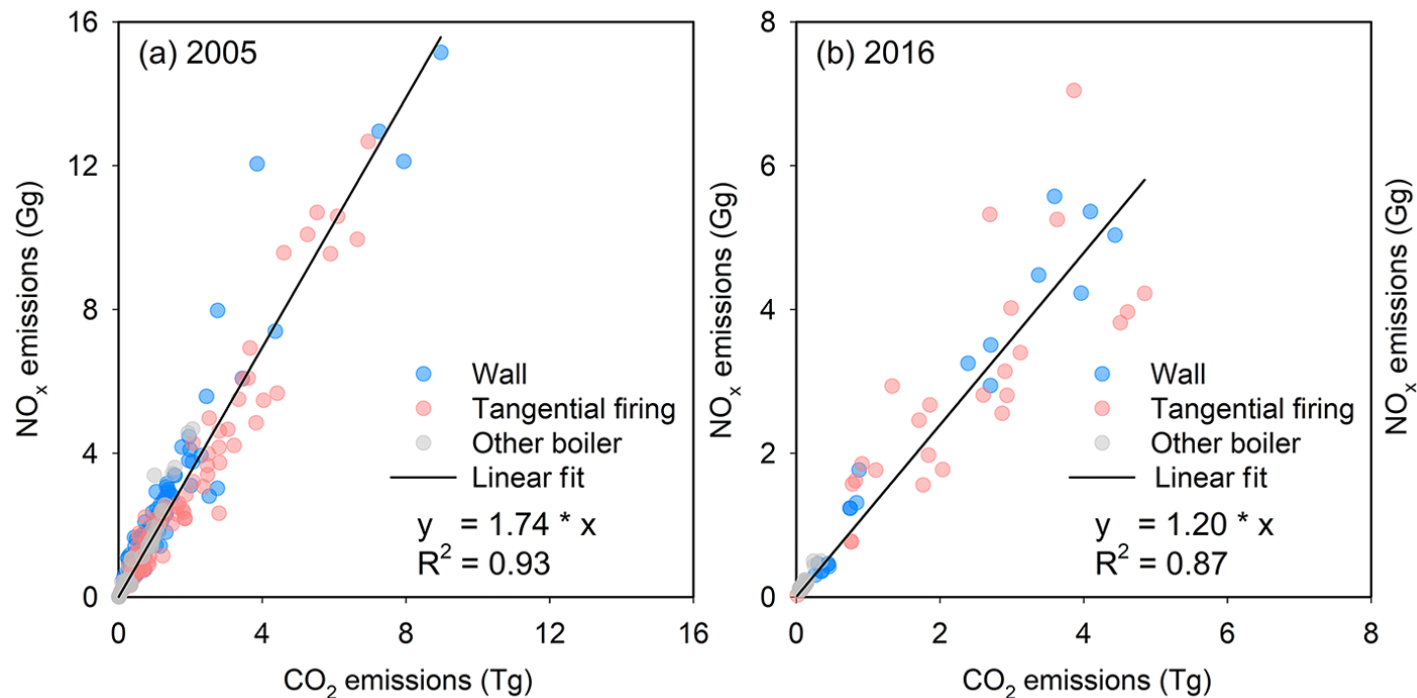 (a) 2005
NOx emissions (Gg)
16
12
8
4
0
Wall
Tangential firing
Other boiler
Linear fit
y = 1.74 * x
R² = 0.93
0 4 8 12 16
CO₂ emissions (Tg)
(b) 2016
NOx emissions (Gg)
8
6
4
2
0
Wall
Tangential firing
Other boiler
Linear fit
y = 1.20 * x
R² = 0.87
0 2 4 6 8
CO₂ emissions (Tg)
NOx emissions (Gg)